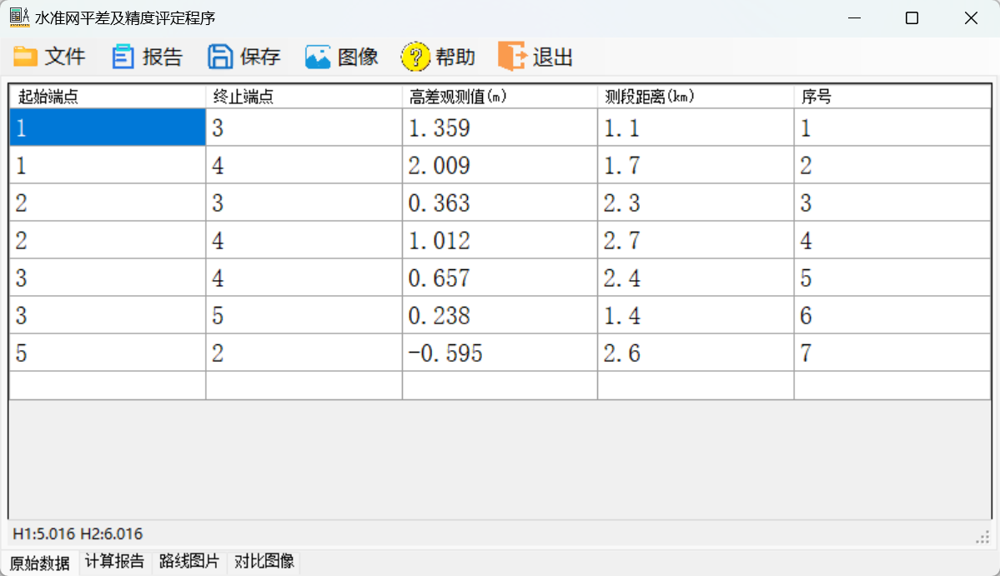 水准网平差及精度评定程序
文件 报告 保存 图像 帮助 退出
起始端点 终止端点 高差观测值(m) 测段距离(km) 序号
1 3 1.359 1.1 1
1 4 2.009 1.7 2
2 3 0.363 2.3 3
2 4 1.012 2.7 4
3 4 0.657 2.4 5
3 5 0.238 1.4 6
5 2 -0.595 2.6 7
H1:5.016 H2:6.016
原始数据 计算报告 路线图片 对比图像